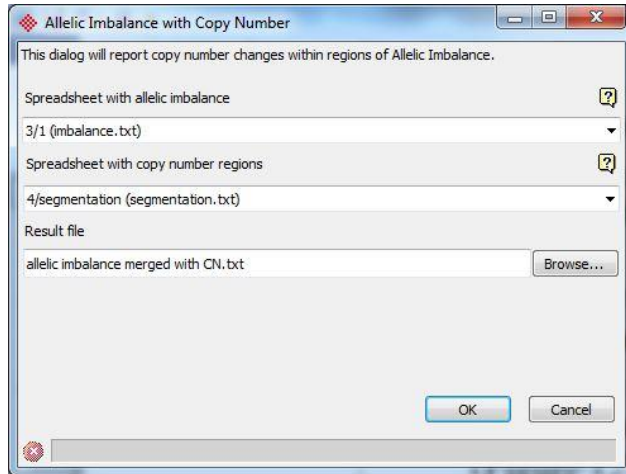 Allelic Imbalance with Copy Number
This dialog will report copy number changes within regions of Allelic Imbalance.
Spreadsheet with allelic imbalance
?
3/1 (imbalance.txt)
Spreadsheet with copy number regions
?
4/segmentation (segmentation.txt)
Result file
allelic imbalance merged with CN.txt
Browse...
OK
Cancel